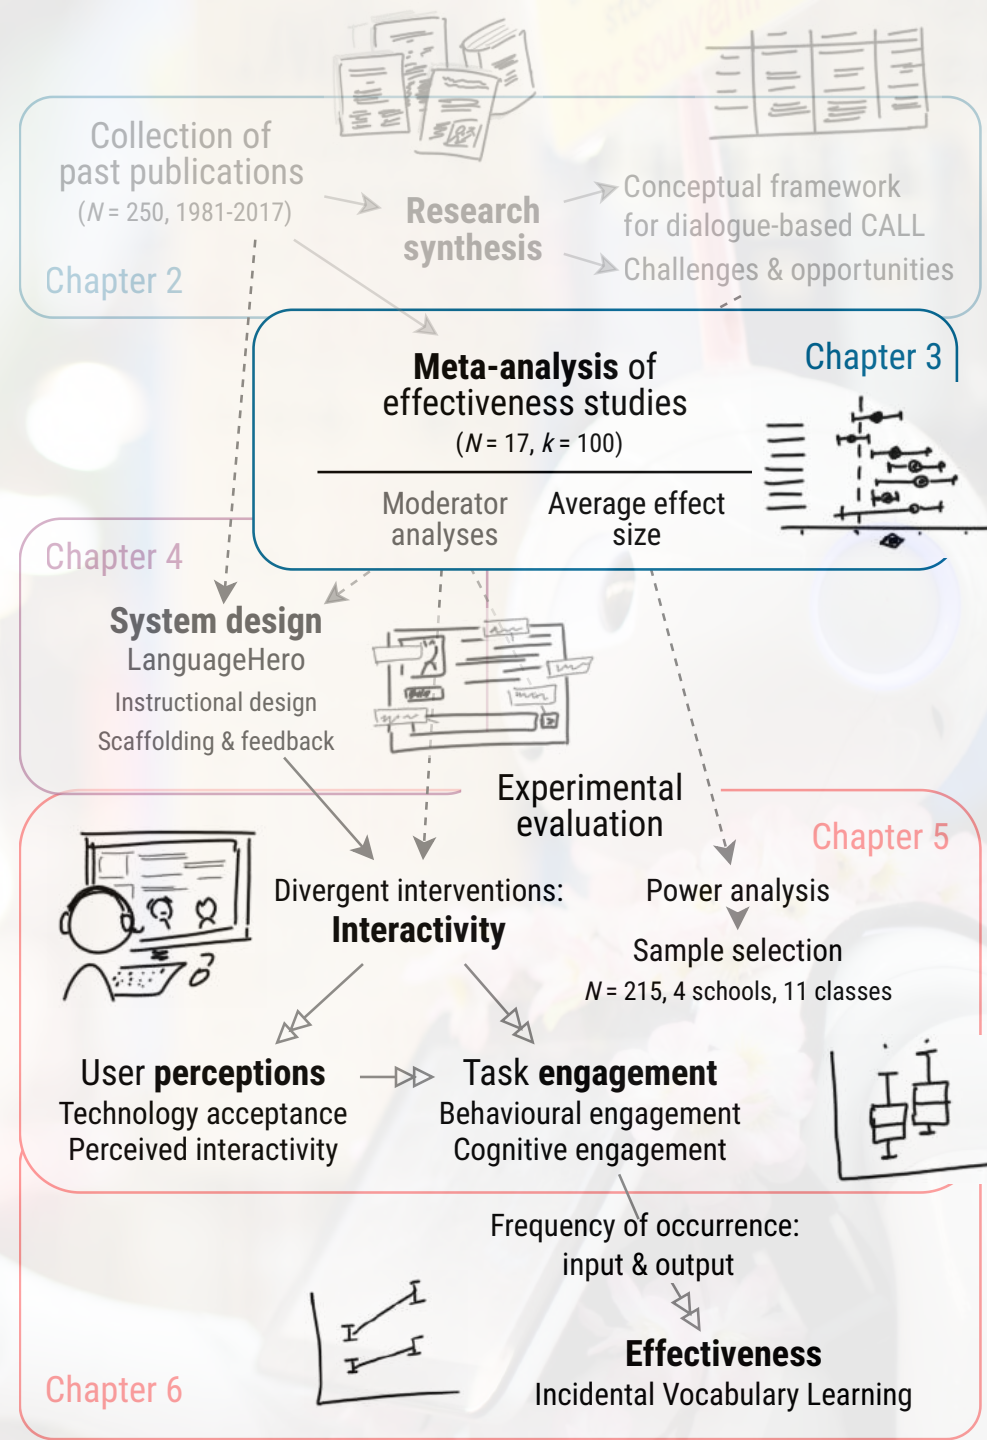 Collection of
past publications
(N = 250, 1981-2017)
Chapter 2
Research
synthesis
Conceptual framework
for dialogue-based CALL
Challenges & opportunities
Meta-analysis of
effectiveness studies
(N = 17, k = 100)
Chapter 3
Moderator
analyses
Average effect
size
Chapter 4
System design
LanguageHero
Instructional design
Scaffolding & feedback
Experimental
evaluation
Chapter 5
Divergent interventions:
Interactivity
Power analysis
Sample selection
N = 215, 4 schools, 11 classes
User perceptions
Technology acceptance
Perceived interactivity
Task engagement
Behavioural engagement
Cognitive engagement
Frequency of occurrence:
input & output
Effectiveness
Incidental Vocabulary Learning
Chapter 6